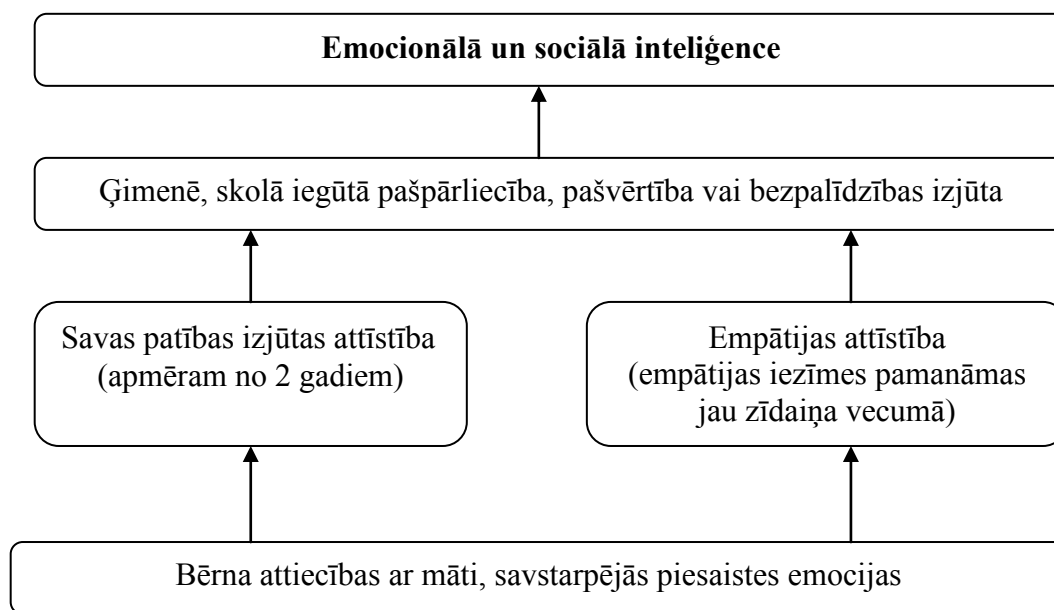 Emocionālā un sociālā inteliģence
Ģimenē, skolā iegūtā pašpārliecība, pašvērtība vai bezpalīdzības izjūta
Savas patības izjūtas attīstība
(apmēram no 2 gadiem)
Empātijas attīstība
(empātijas iezīmes pamanāmas
jau zīdaiņa vecumā)
Bērna attiecības ar māti, savstarpējās piesaistes emocijas